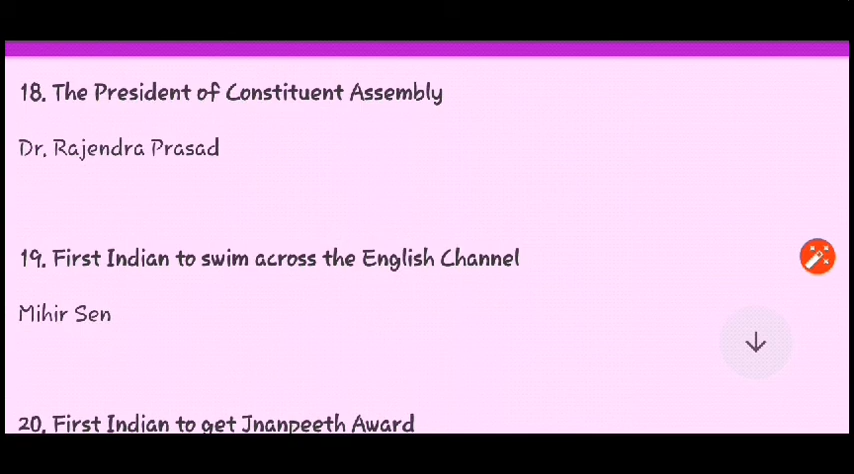 18. The President of Constituent Assembly
Dr. Rajendra Prasad
19. First Indian to swim across the English Channel
Mihir Sen
20. First Indian to get Jnanpeeth Award